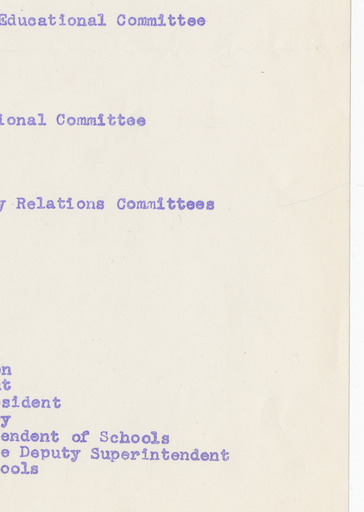 Educational Committee
ional Committee
y Relations Committees
n
t
sident
y
endent of Schools
e Deputy Superintendent
ools